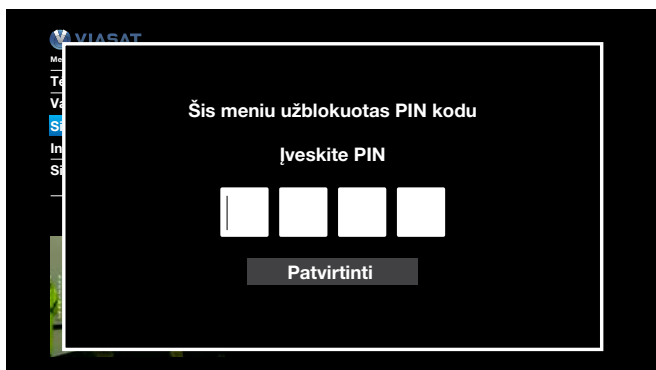 VIASAT
Šis meniu užblokuotas PIN kodu
Įveskite PIN
Patvirtinti